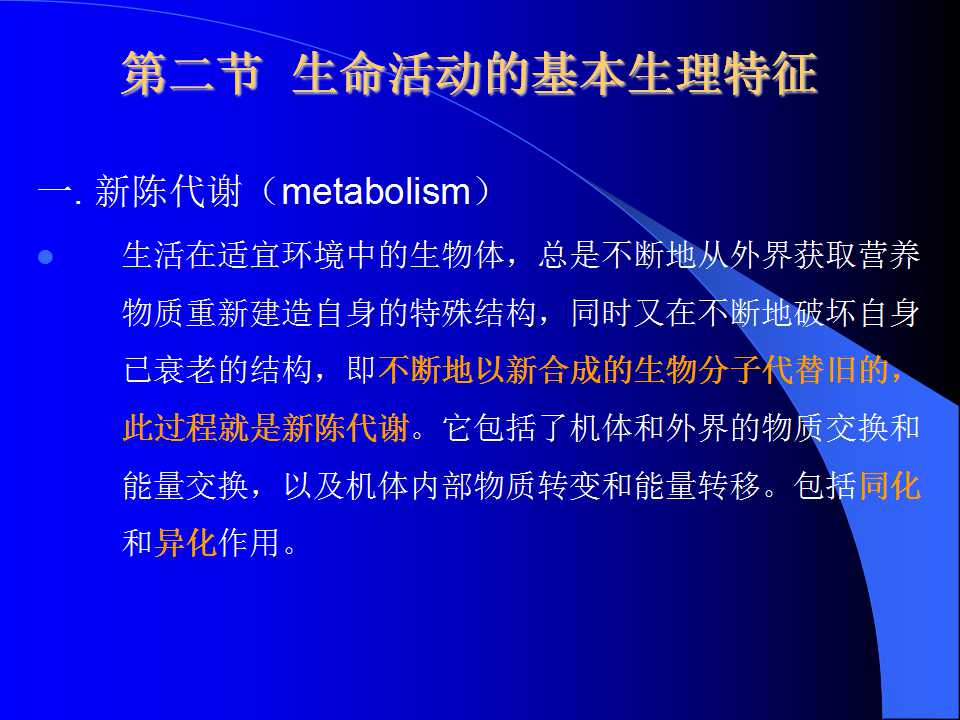 第二节 生命活动的基本生理特征
一. 新陈代谢（metabolism）
生活在适宜环境中的生物体，总是不断地从外界获取营养
物质重新建造自身的特殊结构，同时又在不断地破坏自身
已衰老的结构，即不断地以新合成的生物分子代替旧的，
此过程就是新陈代谢。它包括了机体和外界的物质交换和
能量交换，以及机体内部物质转变和能量转移。包括同化
和异化作用。